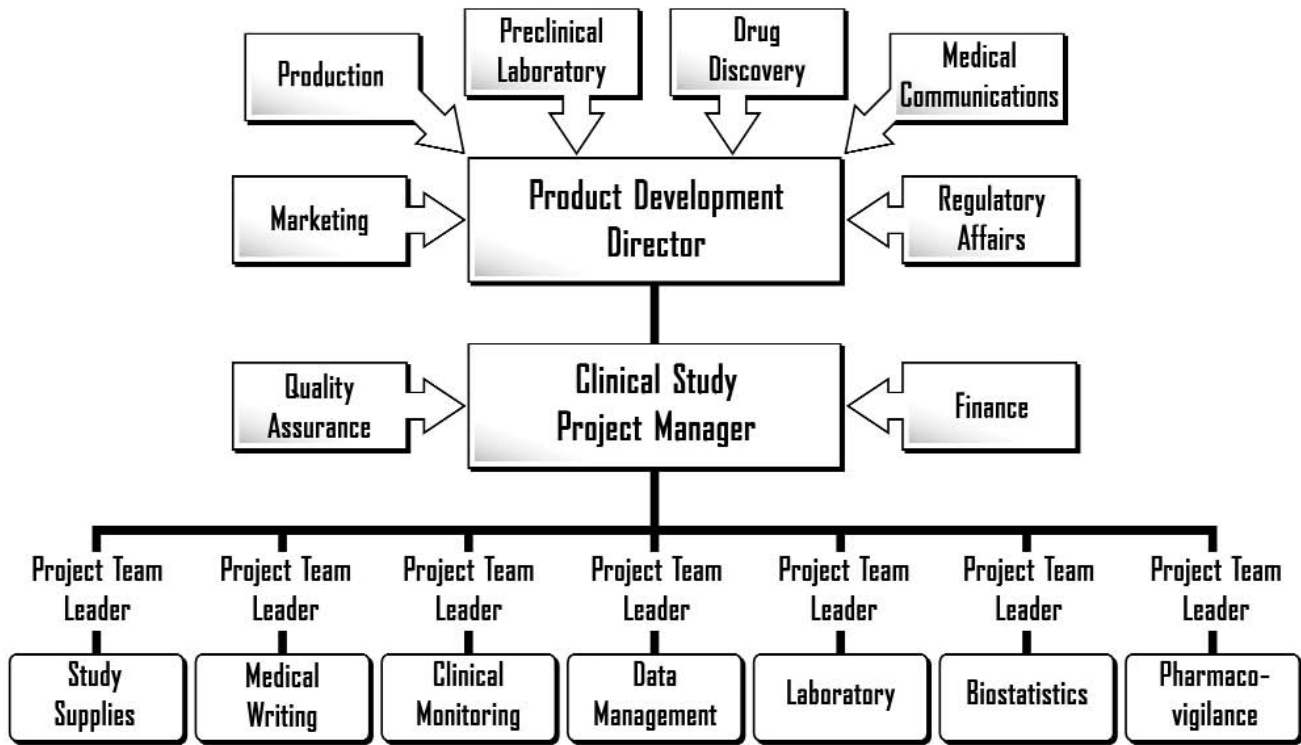 Production
Preclinical
Laboratory
Drug
Discovery
Medical
Communications
Marketing
Product Development
Director
Regulatory
Affairs
Quality
Assurance
Clinical Study
Project Manager
Finance
Project Team
Leader
Project Team
Leader
Project Team
Leader
Project Team
Leader
Project Team
Leader
Project Team
Leader
Project Team
Leader
Study
Supplies
Medical
Writing
Clinical
Monitoring
Data
Management
Laboratory
Biostatistics
Pharmaco-
vigilance